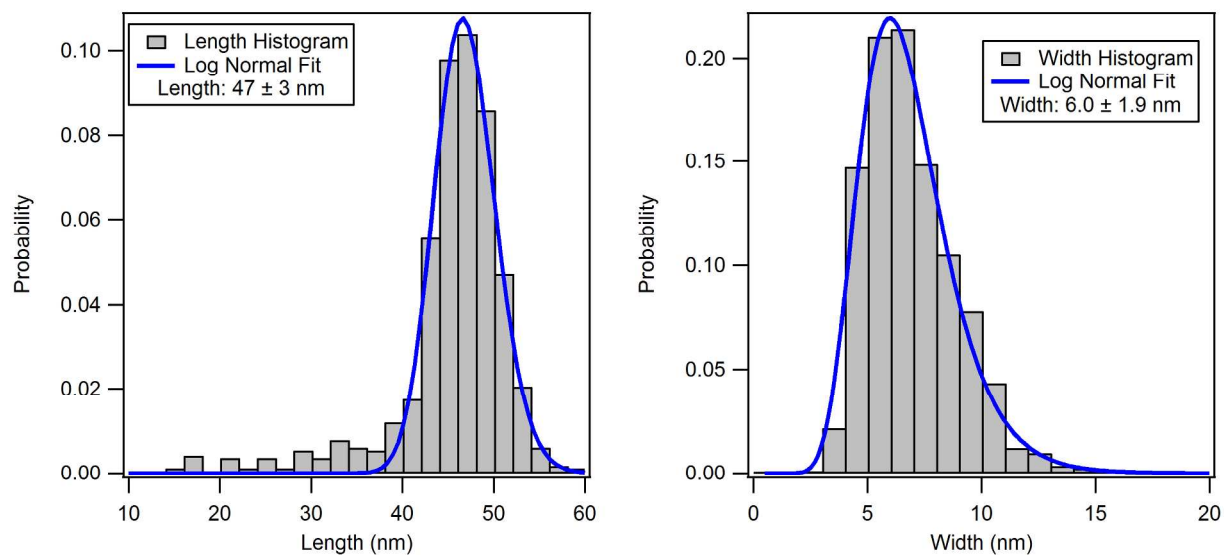 Length Histogram
Log Normal Fit
Length: 47 ± 3 nm
0.10
0.08
0.06
0.04
0.02
0.00
Probability
10 20 30 40 50 60
Length (nm)
Width Histogram
Log Normal Fit
Width: 6.0 ± 1.9 nm
0.20
0.15
0.10
0.05
0.00
Probability
0 5 10 15 20
Width (nm)